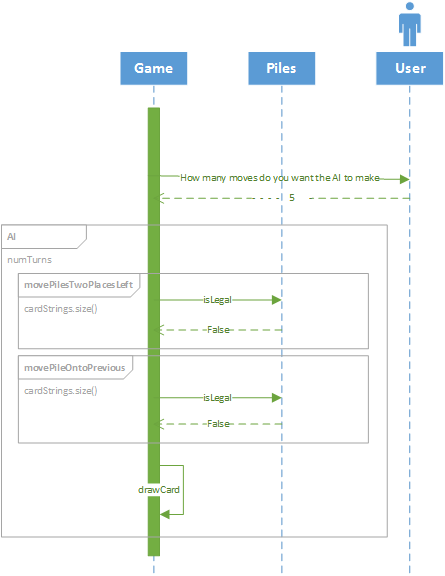 Game
Piles
User
How many moves do you want the AI to make
5
AI
numTurns
movePilesTwoPlacesLeft
cardStrings.size()
isLegal
False
movePileOntoPrevious
cardStrings.size()
isLegal
False
drawCard